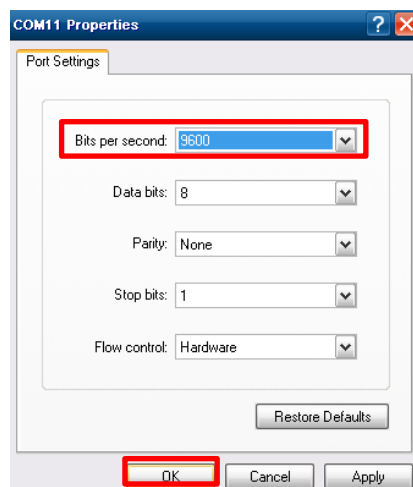 COM11 Properties
Port Settings
Bits per second: 9600
Data bits: 8
Parity: None
Stop bits: 1
Flow control: Hardware
Restore Defaults
OK Cancel Apply